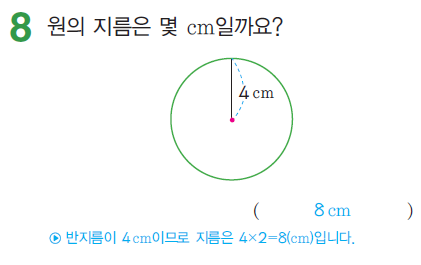 8 원의 지름은 몇 cm일까요?
4 cm
( 8 cm )
▷ 반지름이 4 cm이므로 지름은 4×2=8(cm)입니다.